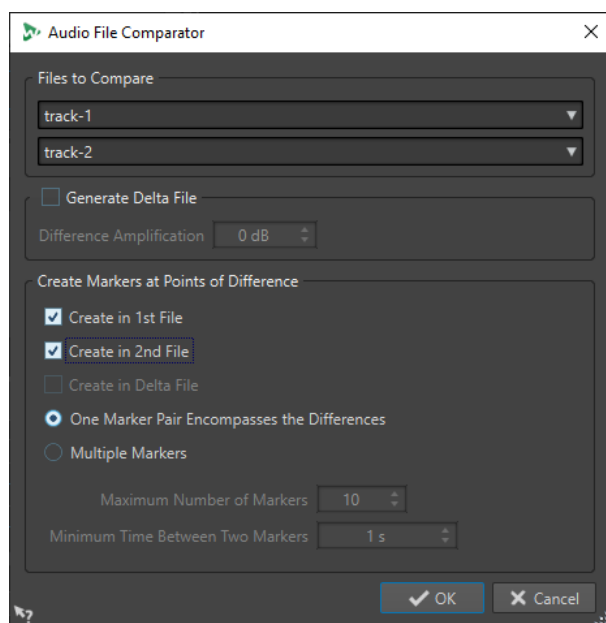 Audio File Comparator
Files to Compare
track-1
track-2
Generate Delta File
Difference Amplification 0 dB
Create Markers at Points of Difference
Create in 1st File
Create in 2nd File
Create in Delta File
One Marker Pair Encompasses the Differences
Multiple Markers
Maximum Number of Markers 10
Minimum Time Between Two Markers 1 s
OK Cancel
?